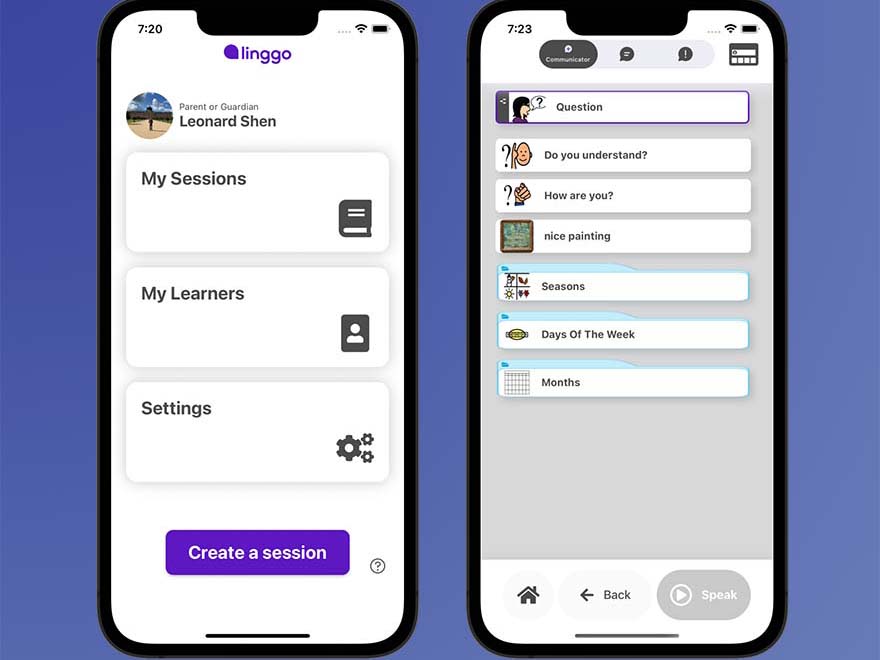 7:20
linggo
Parent or Guardian
Leonard Shen
My Sessions
My Learners
Settings
Create a session
7:23
Communicator
Question
Do you understand?
How are you?
nice painting
Seasons
Days Of The Week
Months
Back
Speak